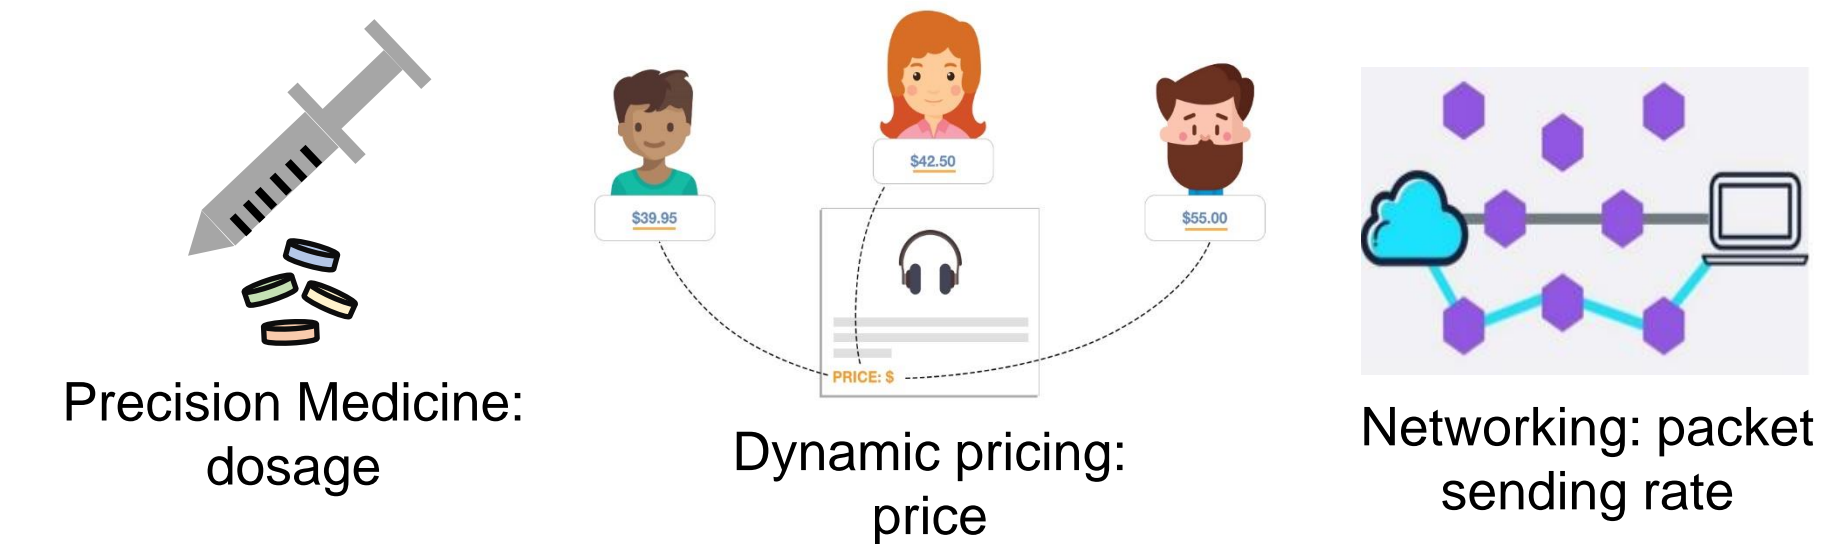 $42.50
$39.95
$55.00
PRICE: $
Precision Medicine:
dosage
Dynamic pricing:
price
Networking: packet
sending rate